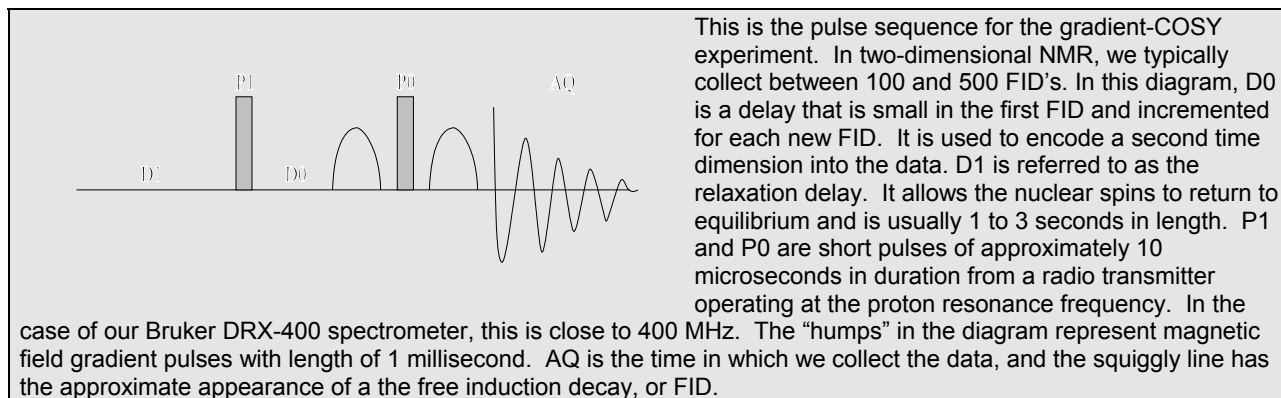 P1
P0
AQ
D1
D0
This is the pulse sequence for the gradient-COSY
experiment. In two-dimensional NMR, we typically
collect between 100 and 500 FID's. In this diagram, D0
is a delay that is small in the first FID and incremented
for each new FID. It is used to encode a second time
dimension into the data. D1 is referred to as the
relaxation delay. It allows the nuclear spins to return to
equilibrium and is usually 1 to 3 seconds in length. P1
and P0 are short pulses of approximately 10
microseconds in duration from a radio transmitter
operating at the proton resonance frequency. In the
case of our Bruker DRX-400 spectrometer, this is close to 400 MHz. The “humps” in the diagram represent magnetic
field gradient pulses with length of 1 millisecond. AQ is the time in which we collect the data, and the squiggly line has
the approximate appearance of a the free induction decay, or FID.